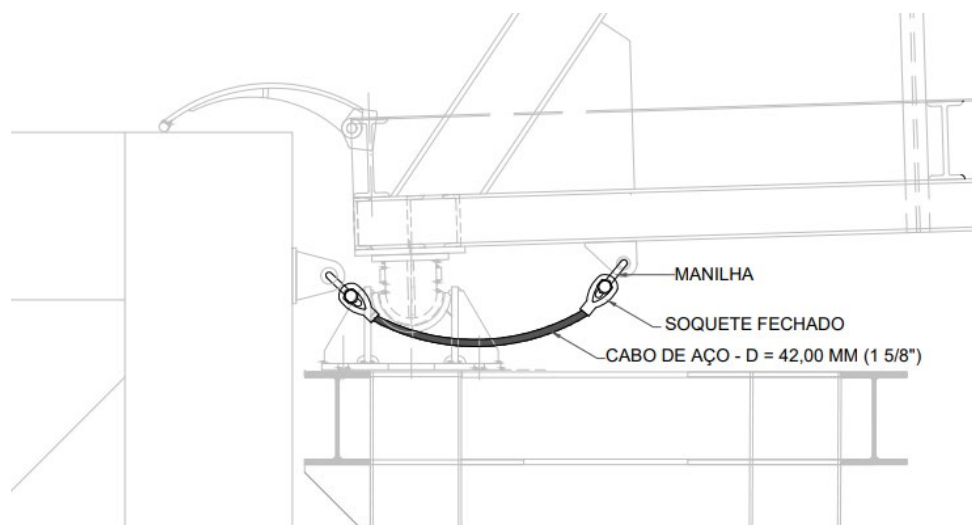 MANILHA
SOQUETE FECHADO
CABO DE AÇO - D = 42,00 MM (1 5/8")